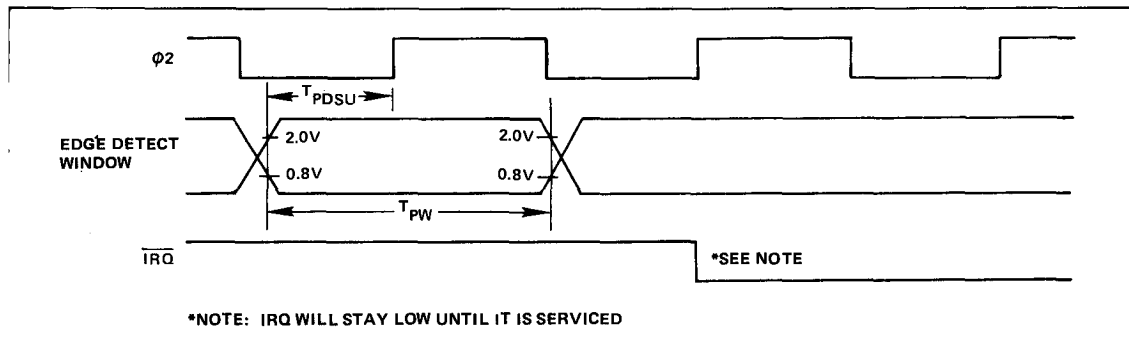 φ2
T_PDSU
EDGE DETECT
WINDOW
2.0V
2.0V
0.8V
0.8V
T_PW
IRQ
*SEE NOTE
*NOTE: IRQ WILL STAY LOW UNTIL IT IS SERVICED